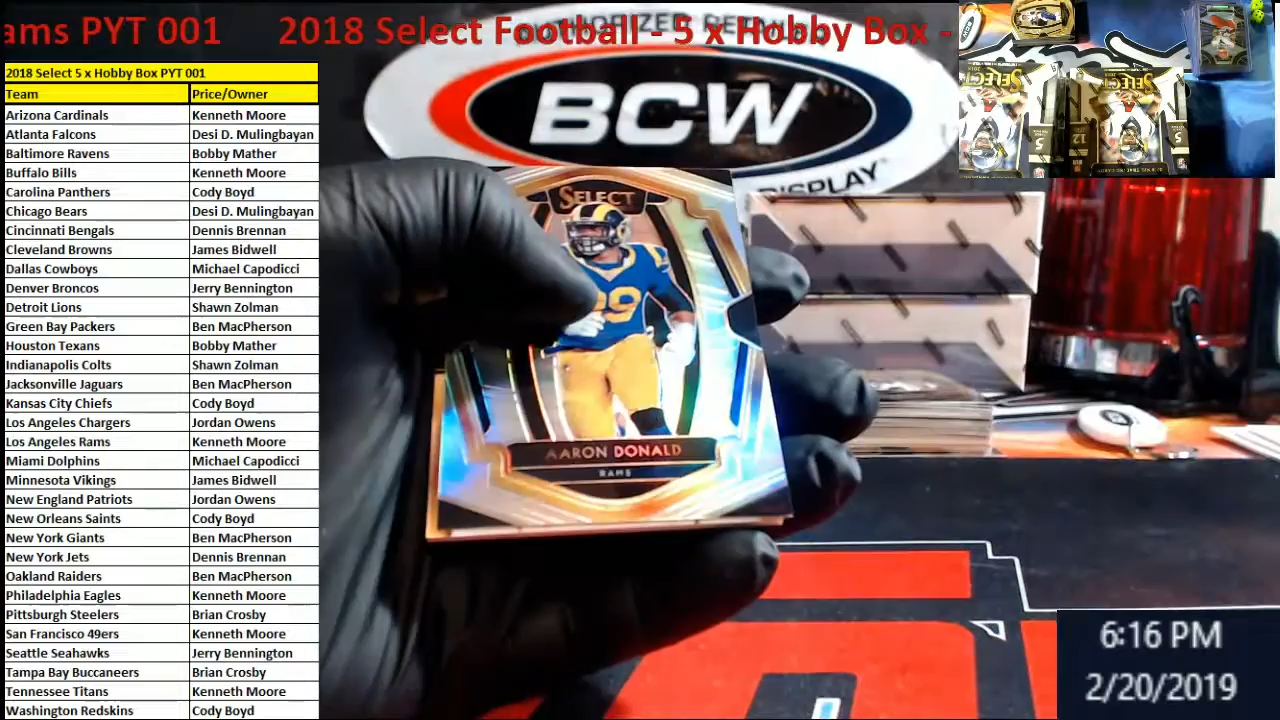 ams PYT 001 2018 Select Football - 5 x Hobby Box -
AUTHORIZED RETAIL
BCW
DISPLAY
2018 Select 5 x Hobby Box PYT 001
Team Price/Owner
Arizona Cardinals Kenneth Moore
Atlanta Falcons Desi D. Mulingbayan
Baltimore Ravens Bobby Mather
Buffalo Bills Kenneth Moore
Carolina Panthers Cody Boyd
Chicago Bears Desi D. Mulingbayan
Cincinnati Bengals Dennis Brennan
Cleveland Browns James Bidwell
Dallas Cowboys Michael Capodicci
Denver Broncos Jerry Bennington
Detroit Lions Shawn Zolman
Green Bay Packers Ben MacPherson
Houston Texans Bobby Mather
Indianapolis Colts Shawn Zolman
Jacksonville Jaguars Ben MacPherson
Kansas City Chiefs Cody Boyd
Los Angeles Chargers Jordan Owens
Los Angeles Rams Kenneth Moore
Miami Dolphins Michael Capodicci
Minnesota Vikings James Bidwell
New England Patriots Jordan Owens
New Orleans Saints Cody Boyd
New York Giants Ben MacPherson
New York Jets Dennis Brennan
Oakland Raiders Ben MacPherson
Philadelphia Eagles Kenneth Moore
Pittsburgh Steelers Brian Crosby
San Francisco 49ers Kenneth Moore
Seattle Seahawks Jerry Bennington
Tampa Bay Buccaneers Brian Crosby
Tennessee Titans Kenneth Moore
Washington Redskins Cody Boyd
SELECT
99
AARON DONALD
RAMS
SELECT
SELECT
5
12
5
6:16 PM
2/20/2019